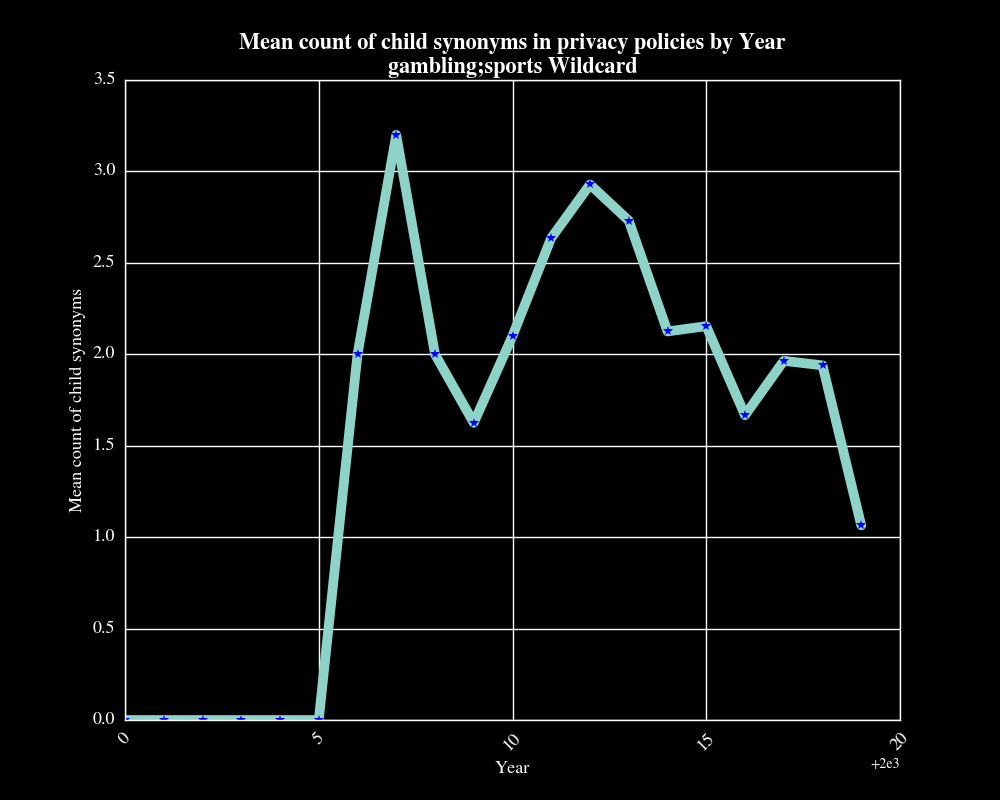 Mean count of child synonyms in privacy policies by Year
gambling;sports Wildcard
3.5
3.0
2.5
2.0
1.5
1.0
0.5
0.0
Mean count of child synonyms
0
5
10
15
20
Year
+2e3